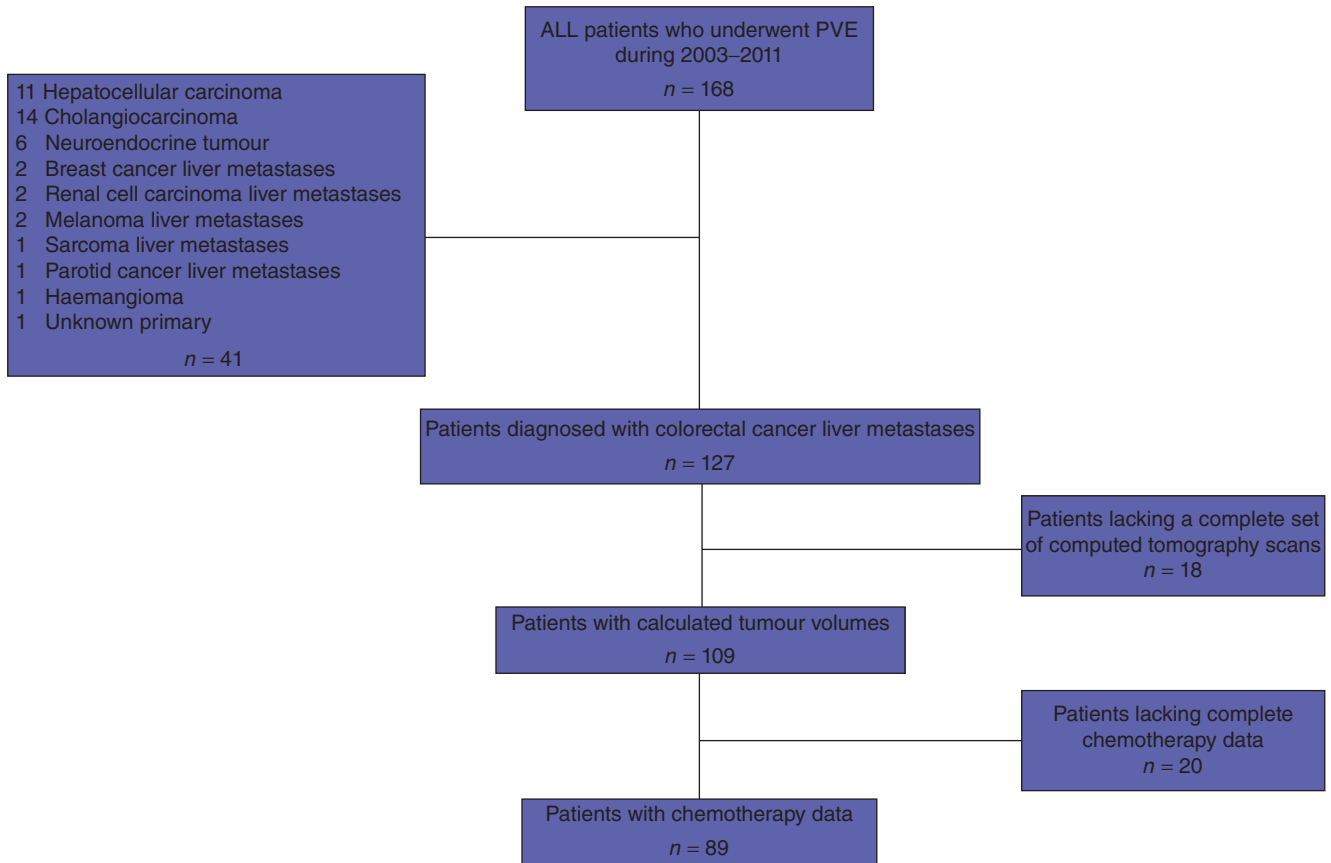 ALL patients who underwent PVE
during 2003–2011
n = 168
11 Hepatocellular carcinoma
14 Cholangiocarcinoma
6 Neuroendocrine tumour
2 Breast cancer liver metastases
2 Renal cell carcinoma liver metastases
2 Melanoma liver metastases
1 Sarcoma liver metastases
1 Parotid cancer liver metastases
1 Haemangioma
1 Unknown primary
n = 41
Patients diagnosed with colorectal cancer liver metastases
n = 127
Patients lacking a complete set
of computed tomography scans
n = 18
Patients with calculated tumour volumes
n = 109
Patients lacking complete
chemotherapy data
n = 20
Patients with chemotherapy data
n = 89